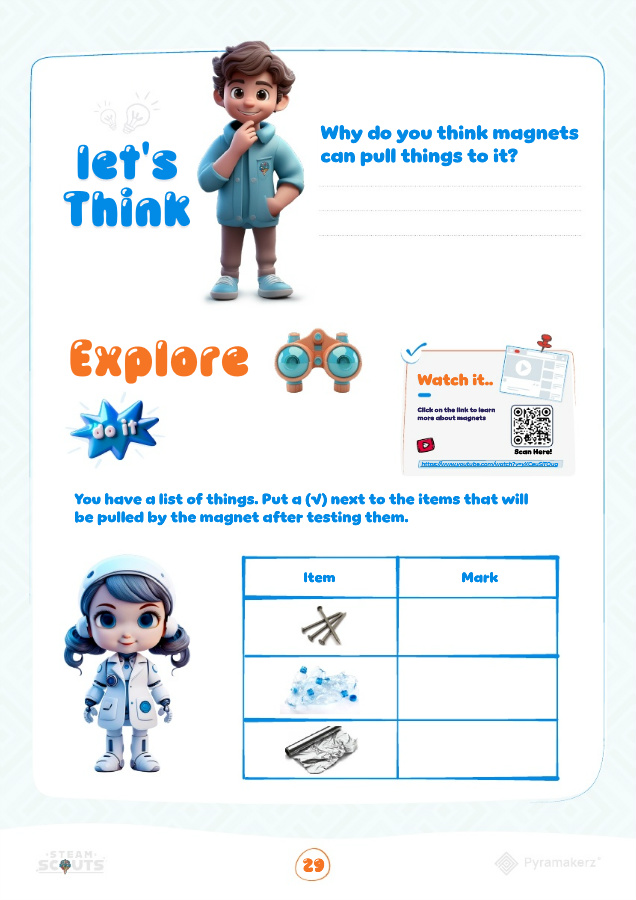 let's
Think
Why do you think magnets
can pull things to it?
Explore
do it
Watch it..
Click on the link to learn
more about magnets
Scan Here!
You have a list of things. Put a (√) next to the items that will
be pulled by the magnet after testing them.
Item
Mark
STEAM
SCOUTS
29
Pyramakerz